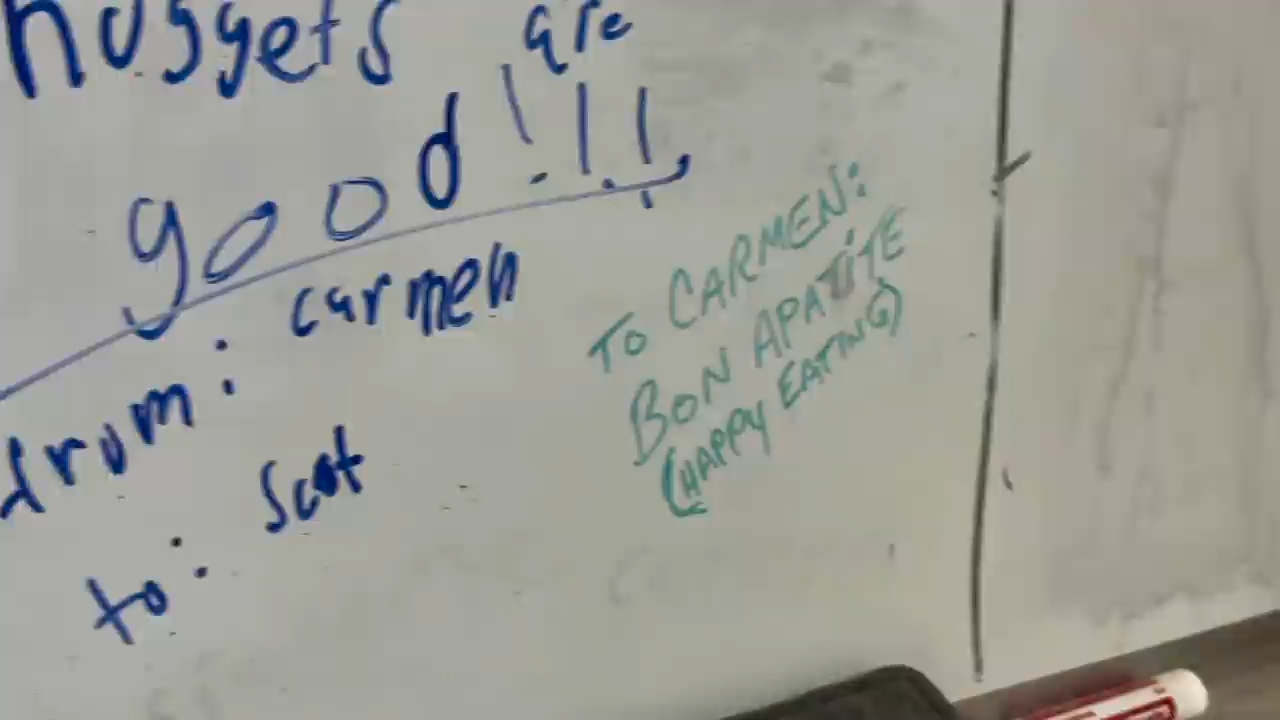 nuggets are
good!!!
from: carmen
to: Scot
TO CARMEN:
BON APATITE
(HAPPY EATING)